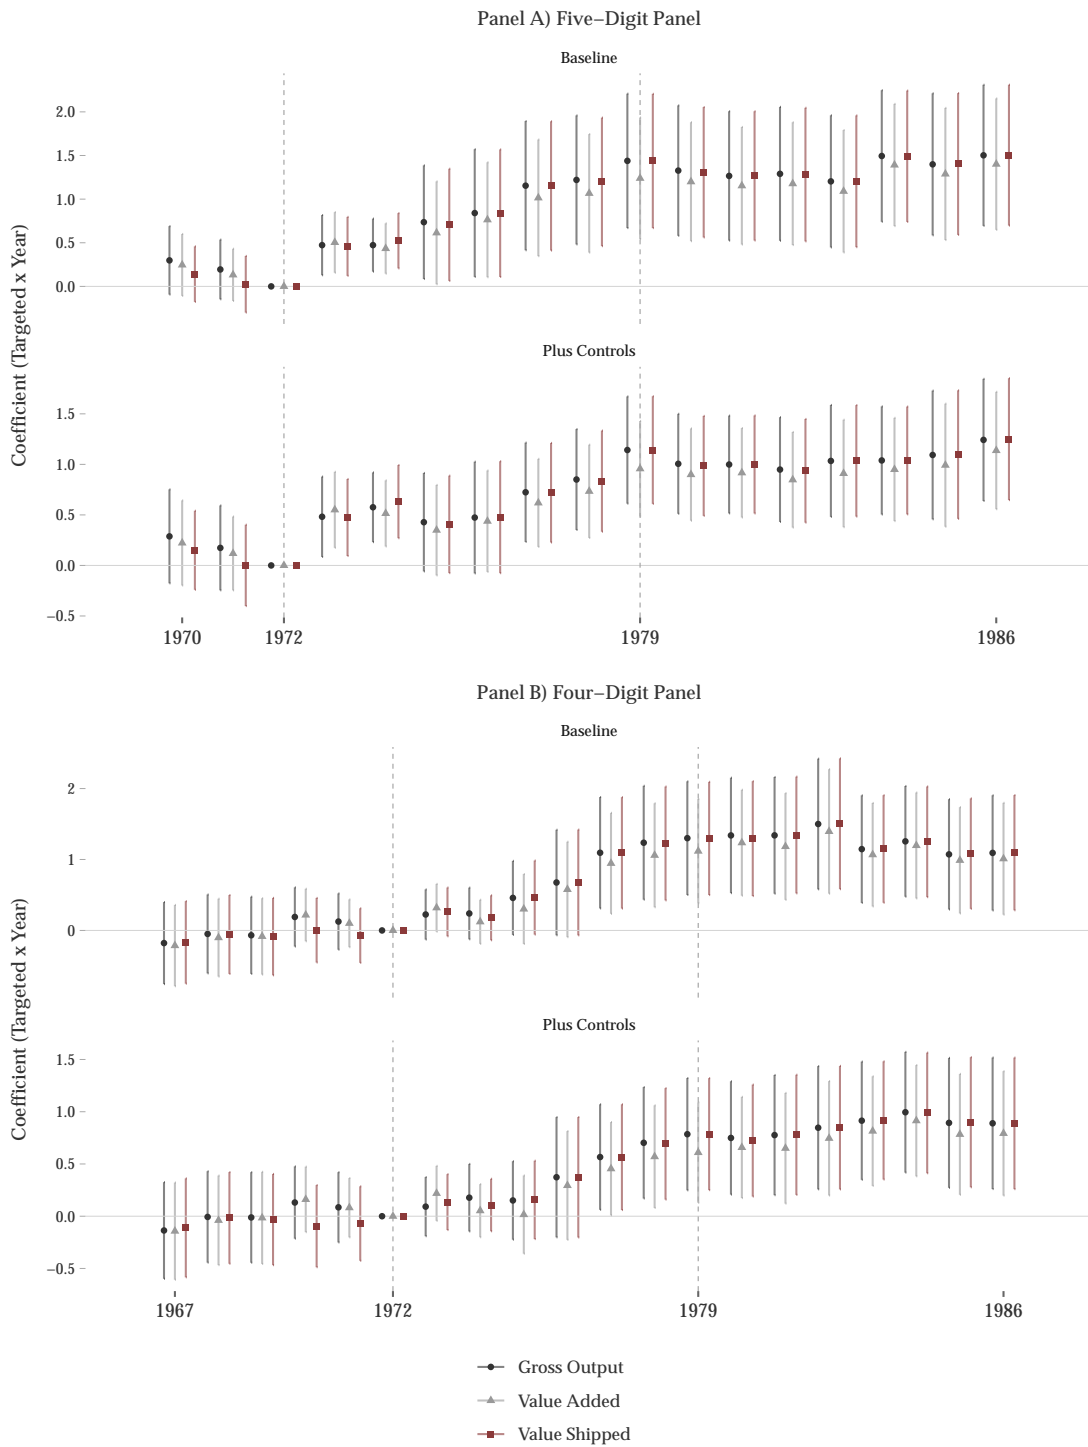 Panel A) Five−Digit Panel
Baseline
2.0
1.5
1.0
0.5
0.0
Plus Controls
1.5
1.0
0.5
0.0
−0.5
1970 1972 1979 1986
Coefficient (Targeted x Year)
Panel B) Four−Digit Panel
Baseline
2
1
0
Plus Controls
1.5
1.0
0.5
0.0
−0.5
1967 1972 1979 1986
Coefficient (Targeted x Year)
Gross Output
Value Added
Value Shipped